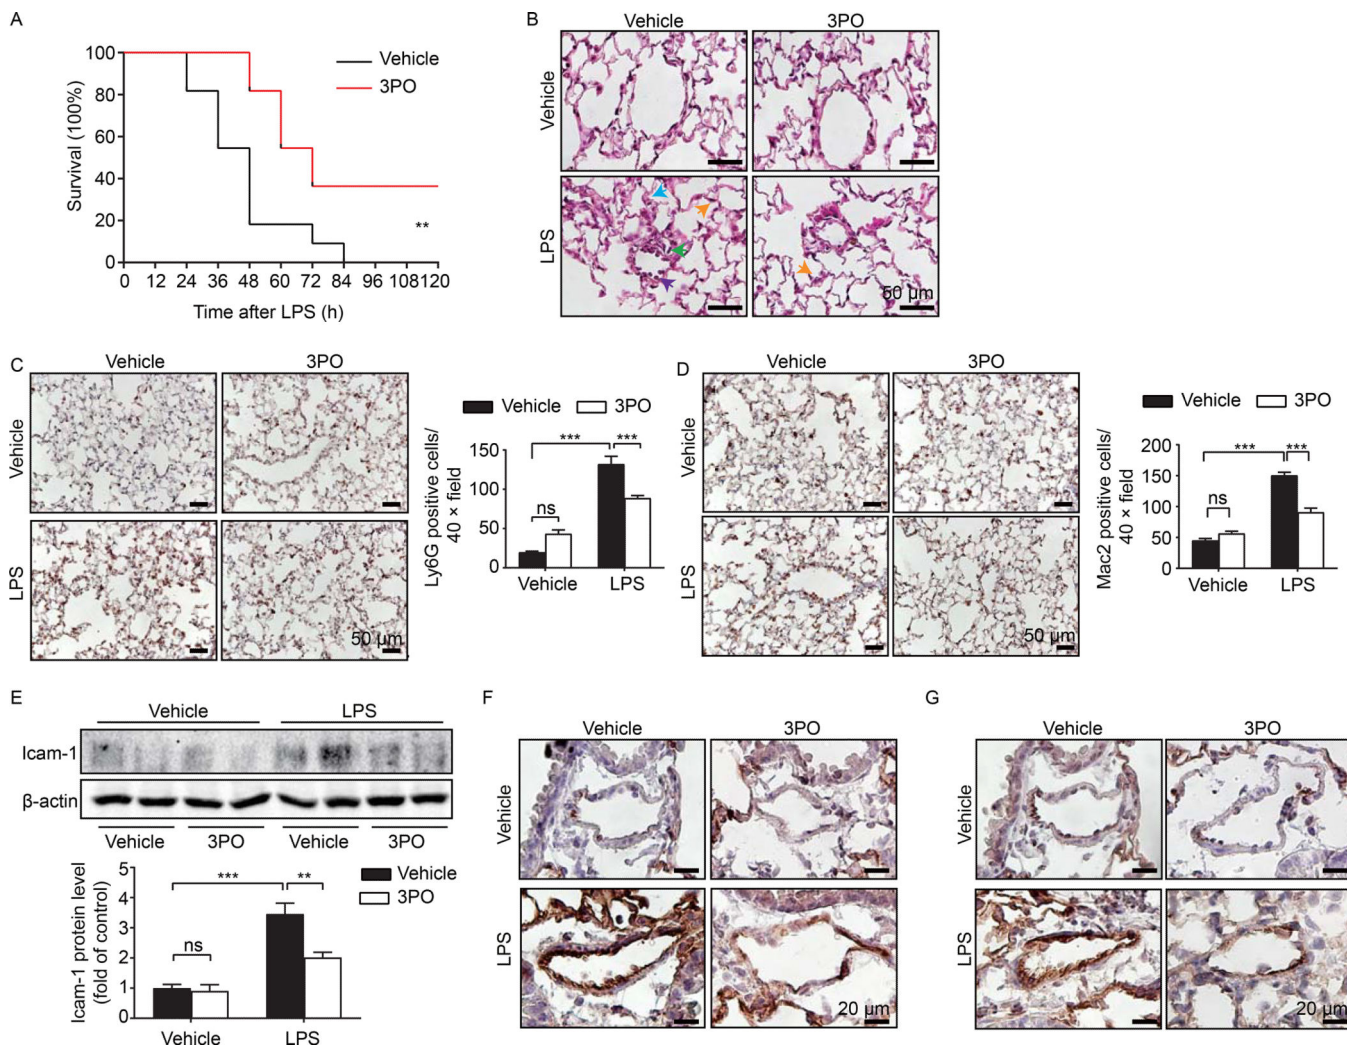 A
Survival (100%)
100
80
60
40
20
0
0 12 24 36 48 60 72 84 96 108 120
Time after LPS (h)
Vehicle
3PO
**
B
Vehicle 3PO
Vehicle
LPS
50 μm
C
Vehicle 3PO
Vehicle
LPS
50 μm
Vehicle 3PO
Ly6G positive cells/
40 × field
150
100
50
0
ns
*** ***
Vehicle LPS
D
Vehicle 3PO
Vehicle
LPS
50 μm
Vehicle 3PO
Mac2 positive cells/
40 × field
200
150
100
50
0
ns
*** ***
Vehicle LPS
E
Vehicle LPS
Icam-1
β-actin
Vehicle 3PO Vehicle 3PO
Icam-1 protein level
(fold of control)
5
4
3
2
1
0
ns
*** **
Vehicle
3PO
Vehicle LPS
F
Vehicle 3PO
Vehicle
LPS
20 μm
G
Vehicle 3PO
Vehicle
LPS
20 μm